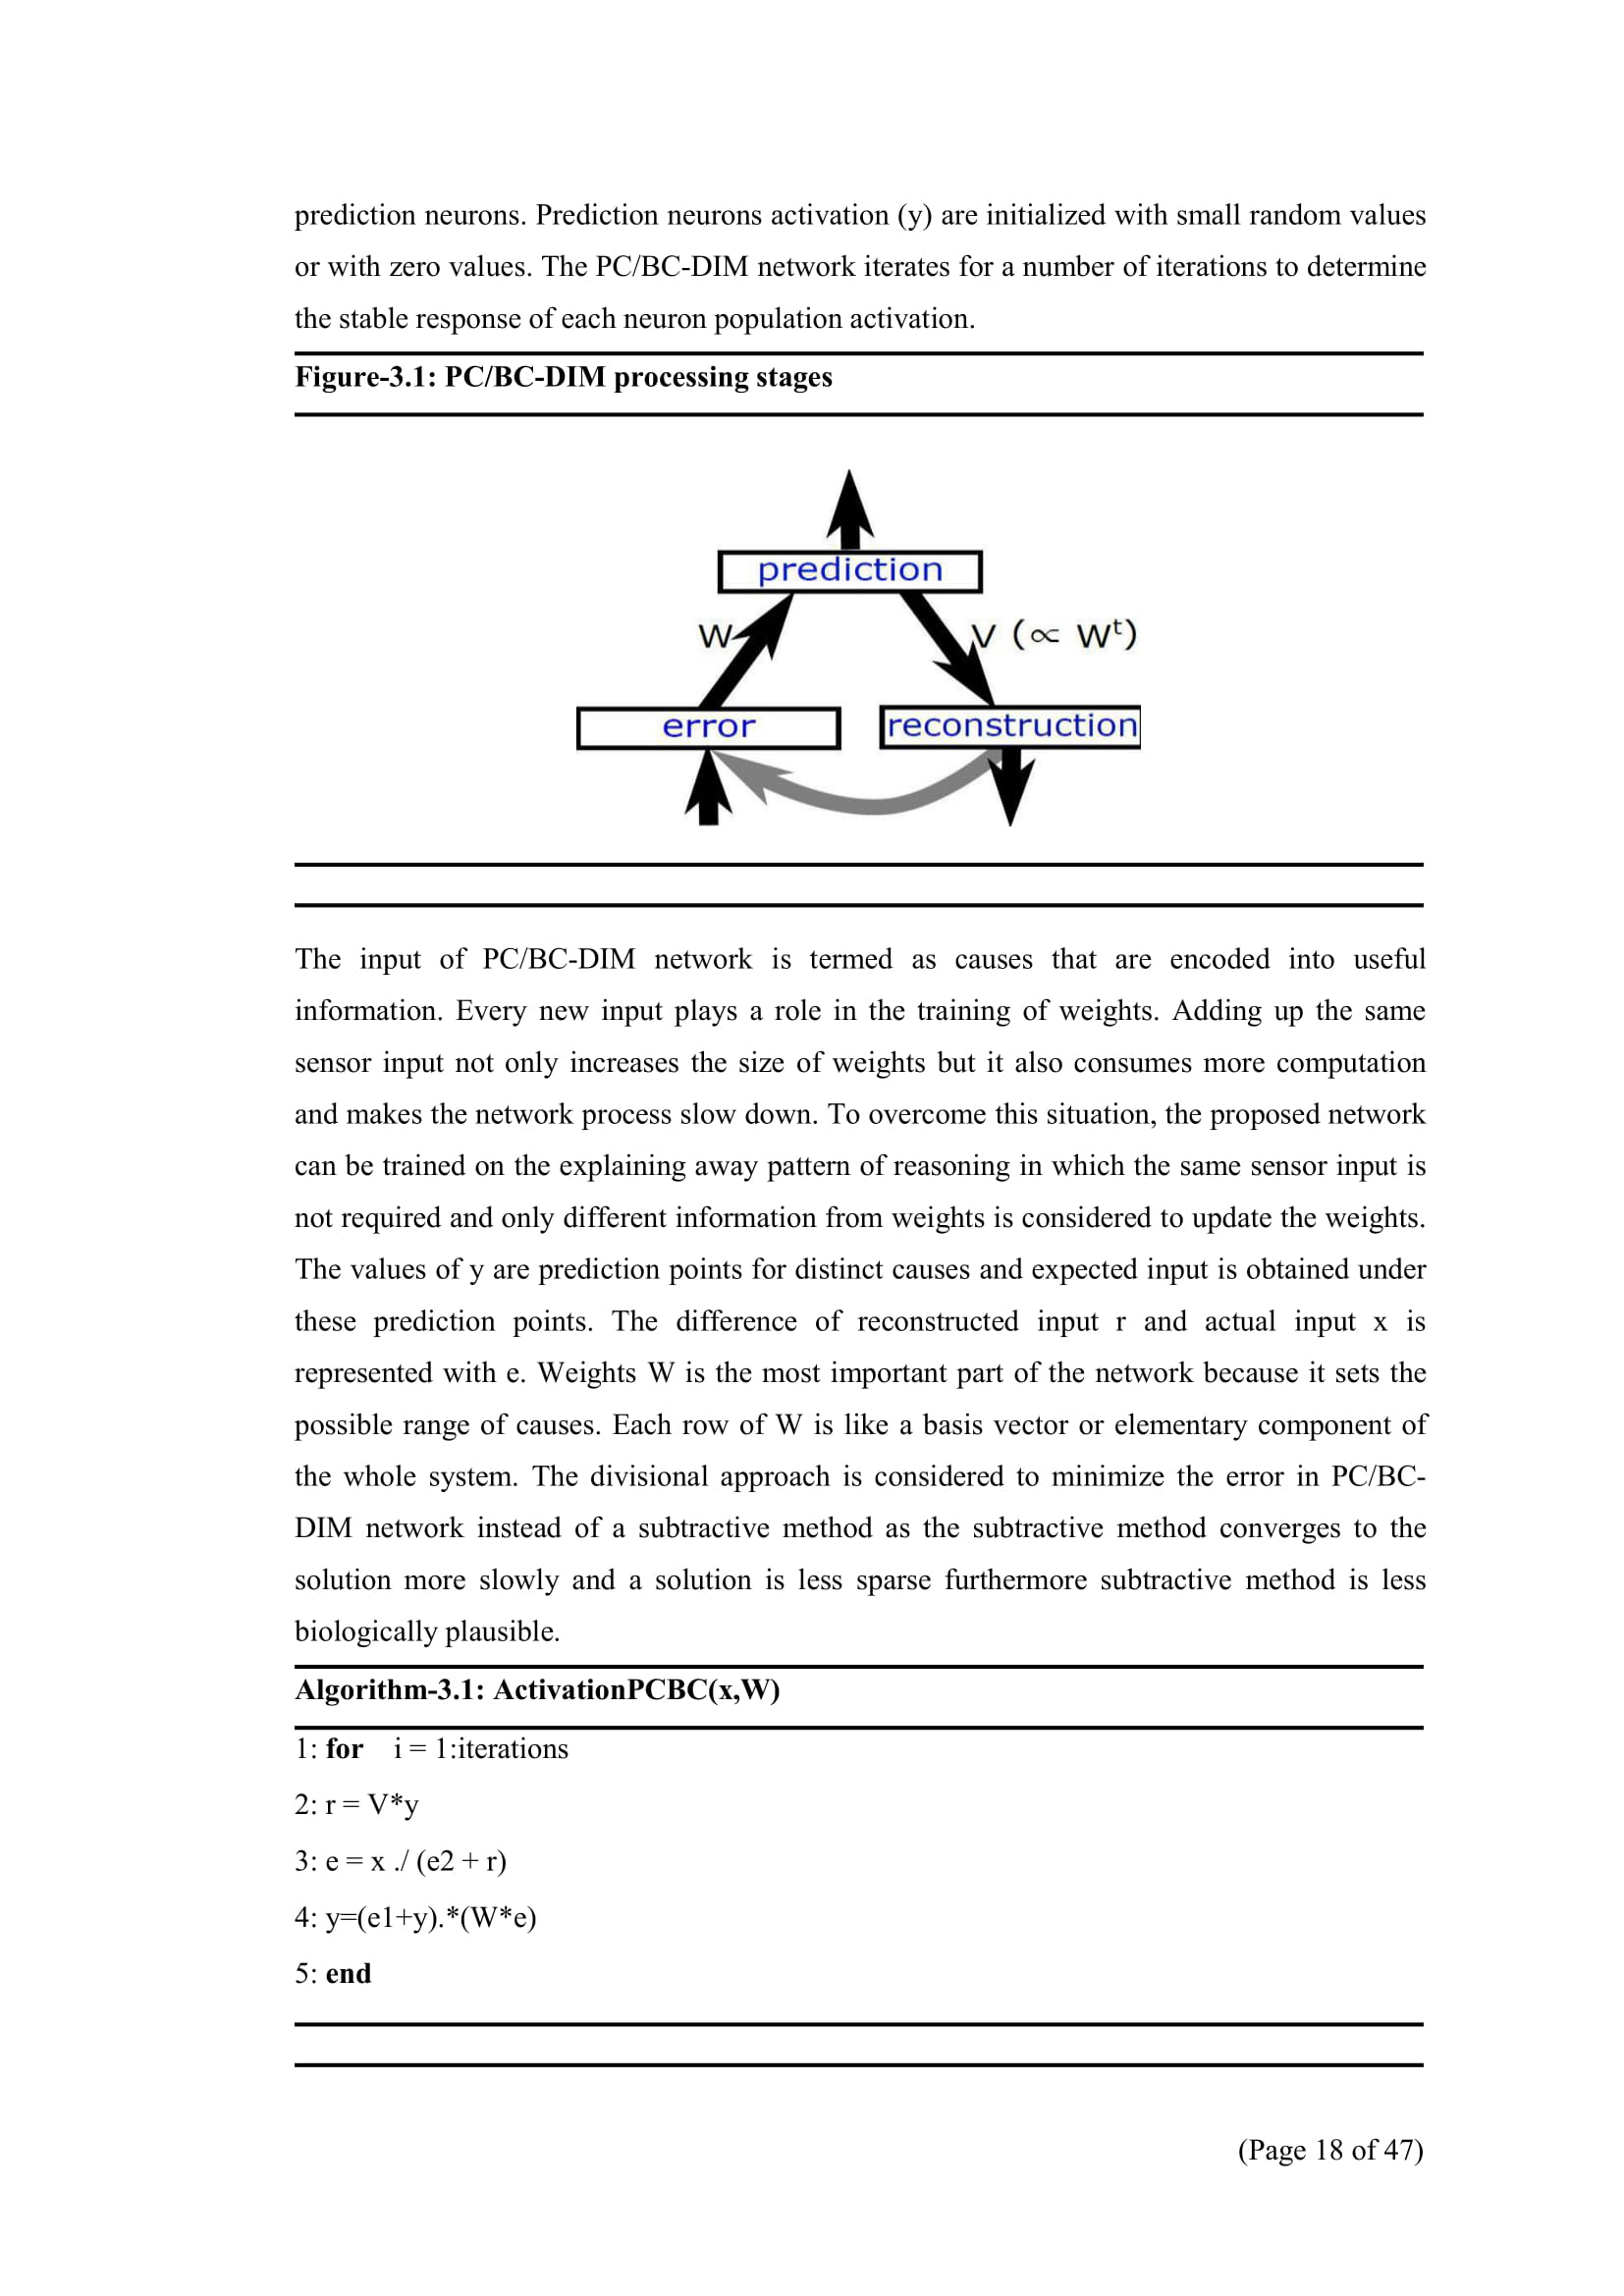 prediction neurons. Prediction neurons activation (y) are initialized with small random values
or with zero values. The PC/BC-DIM network iterates for a number of iterations to determine
the stable response of each neuron population activation.
Figure-3.1: PC/BC-DIM processing stages
prediction
W
V (∝ Wᵗ)
error
reconstruction
The input of PC/BC-DIM network is termed as causes that are encoded into useful
information. Every new input plays a role in the training of weights. Adding up the same
sensor input not only increases the size of weights but it also consumes more computation
and makes the network process slow down. To overcome this situation, the proposed network
can be trained on the explaining away pattern of reasoning in which the same sensor input is
not required and only different information from weights is considered to update the weights.
The values of y are prediction points for distinct causes and expected input is obtained under
these prediction points. The difference of reconstructed input r and actual input x is
represented with e. Weights W is the most important part of the network because it sets the
possible range of causes. Each row of W is like a basis vector or elementary component of
the whole system. The divisional approach is considered to minimize the error in PC/BC-
DIM network instead of a subtractive method as the subtractive method converges to the
solution more slowly and a solution is less sparse furthermore subtractive method is less
biologically plausible.
Algorithm-3.1: ActivationPCBC(x,W)
1: for i = 1:iterations
2: r = V*y
3: e = x ./ (e2 + r)
4: y=(e1+y).*(W*e)
5: end
(Page 18 of 47)